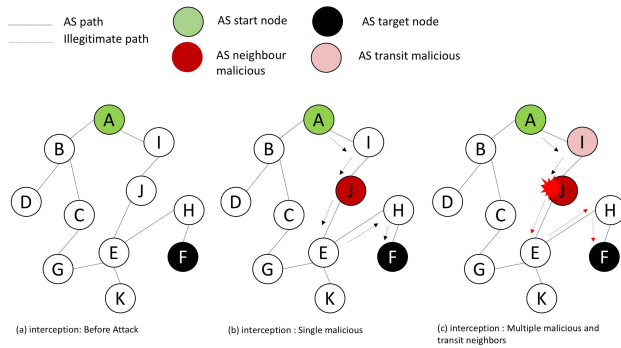 AS path
Illegitimate path
AS start node
AS target node
AS neighbour
malicious
AS transit malicious
A
B
I
D
J
C
H
E
G
F
K
A
B
I
D
J
C
H
E
G
F
K
A
B
I
D
J
C
H
E
G
F
K
(a) interception: Before Attack
(b) interception : Single malicious
(c) interception : Multiple malicious and
transit neighbors